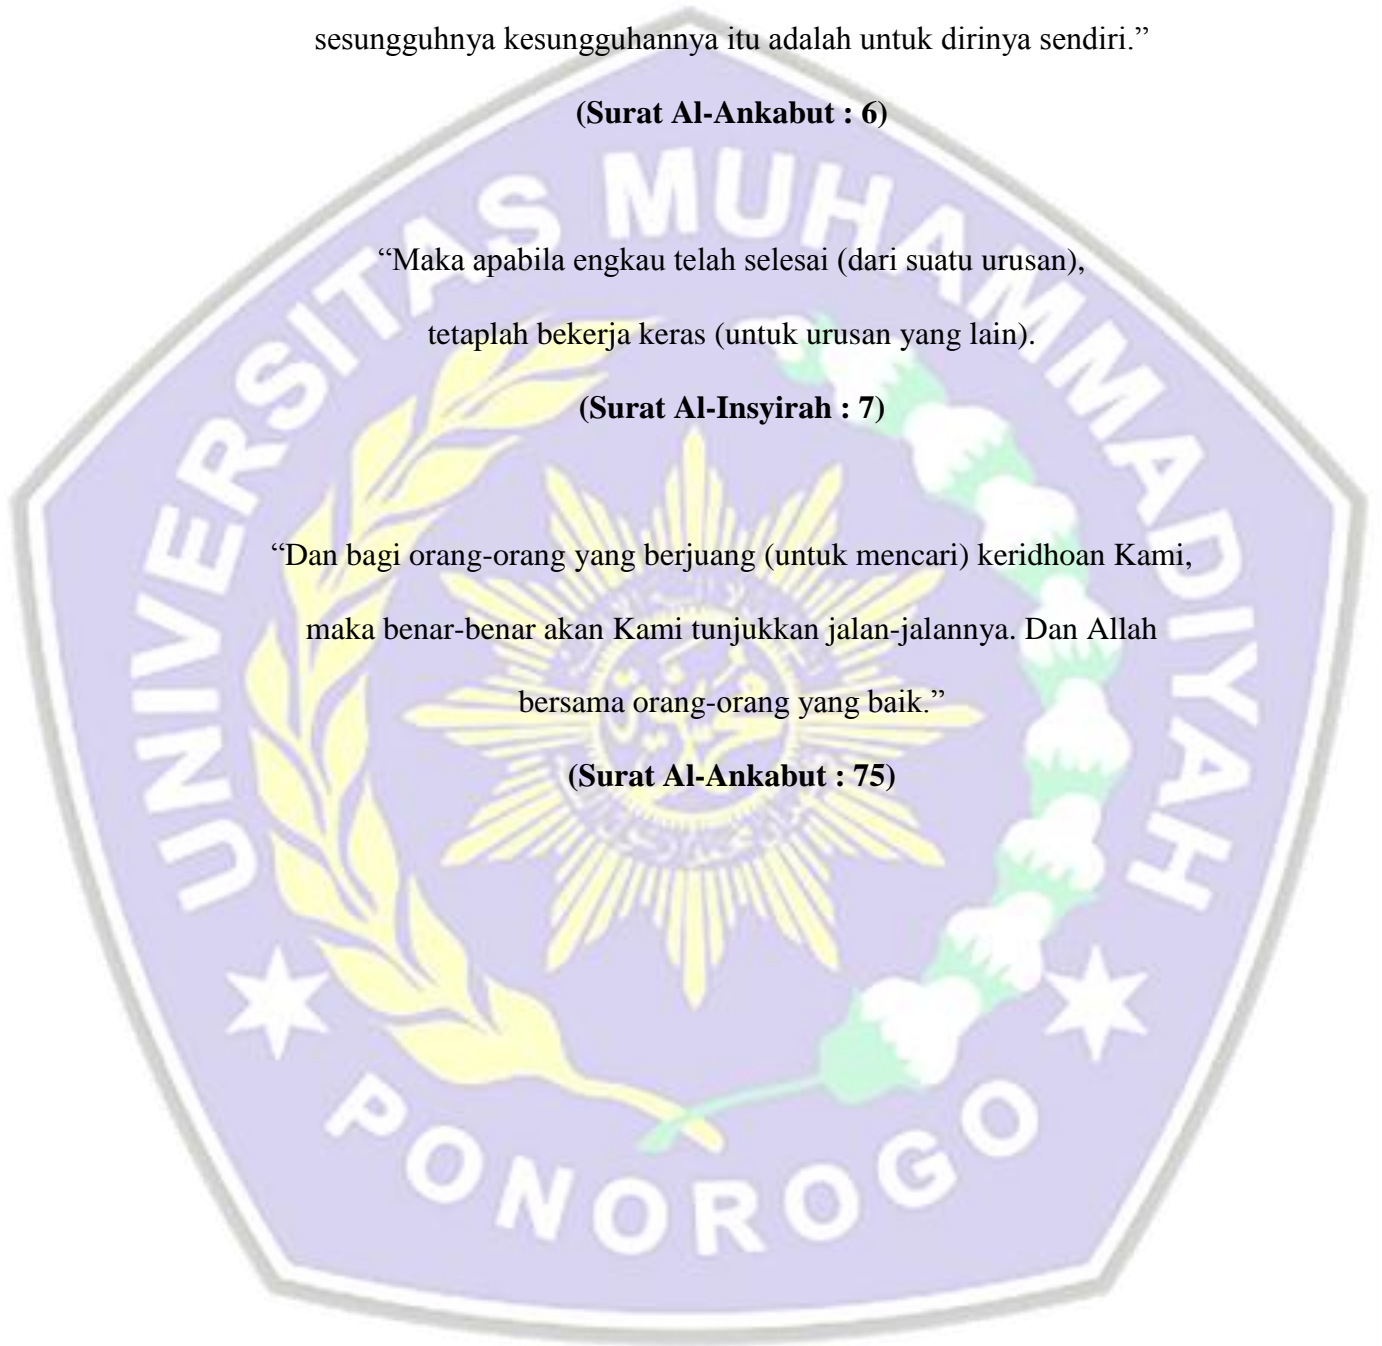 sesungguhnya kesungguhannya itu adalah untuk dirinya sendiri.”
(Surat Al-Ankabut : 6)
“Maka apabila engkau telah selesai (dari suatu urusan),
tetaplah bekerja keras (untuk urusan yang lain).
(Surat Al-Insyirah : 7)
“Dan bagi orang-orang yang berjuang (untuk mencari) keridhoan Kami,
maka benar-benar akan Kami tunjukkan jalan-jalannya. Dan Allah
bersama orang-orang yang baik.”
(Surat Al-Ankabut : 75)
UNIVERSITAS MUHAMMADIYAH
PONOROGO